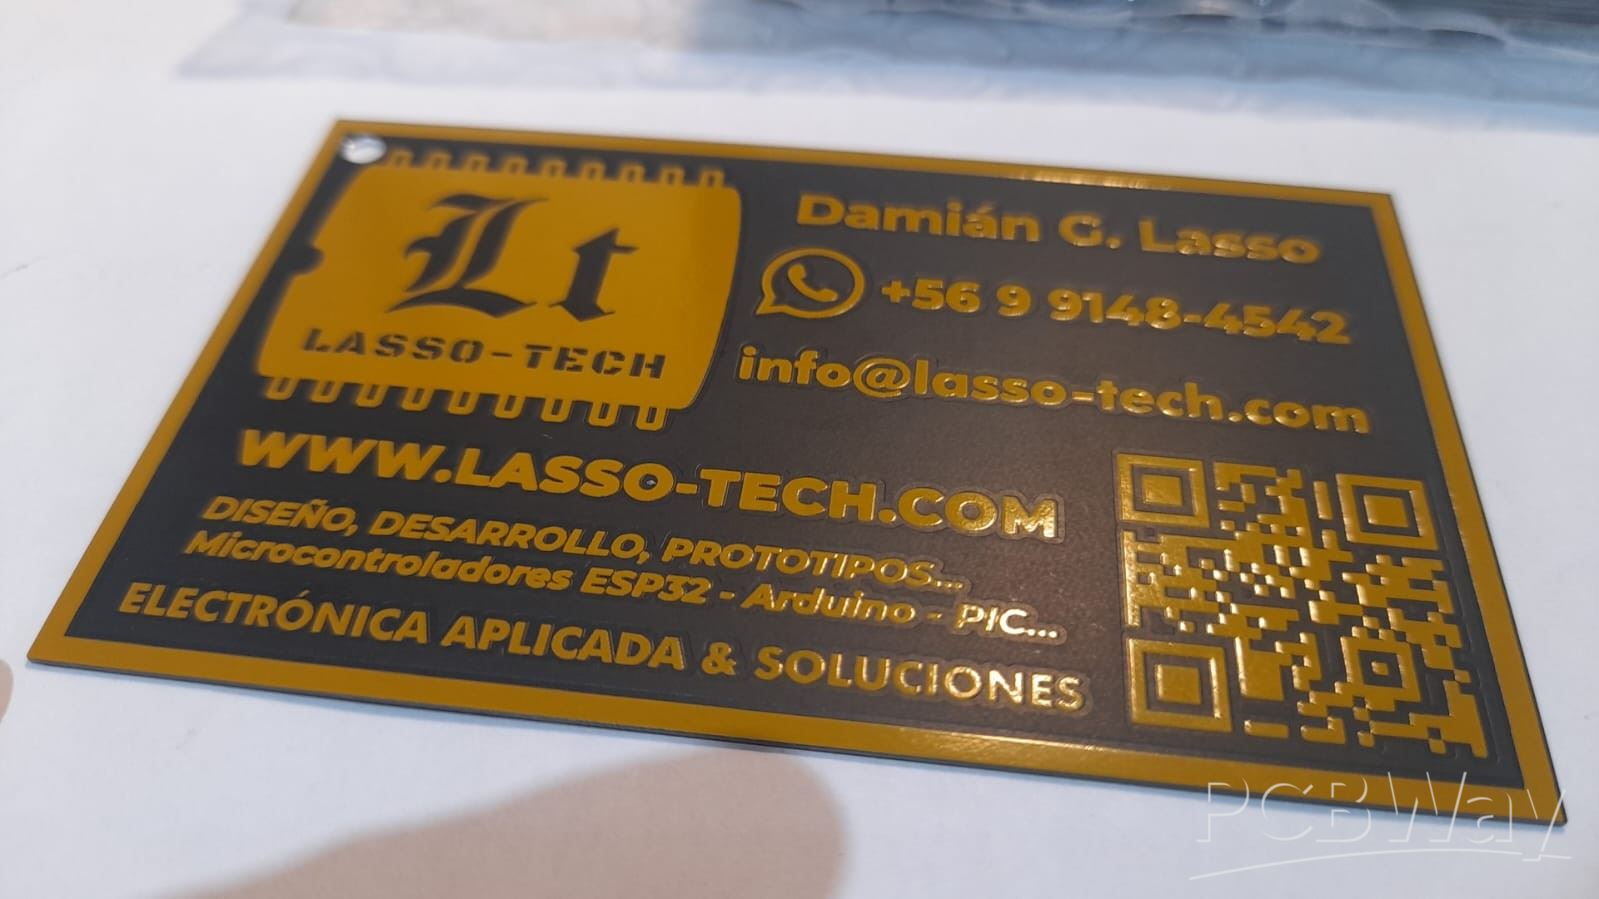 Lt
LASSO-TECH
Damián G. Lasso
+56 9 9148-4542
info@lasso-tech.com
WWW.LASSO-TECH.COM
DISEÑO, DESARROLLO, PROTOTIPOS...
Microcontroladores ESP32 - Arduino - PIC...
ELECTRÓNICA APLICADA & SOLUCIONES
PCBWay